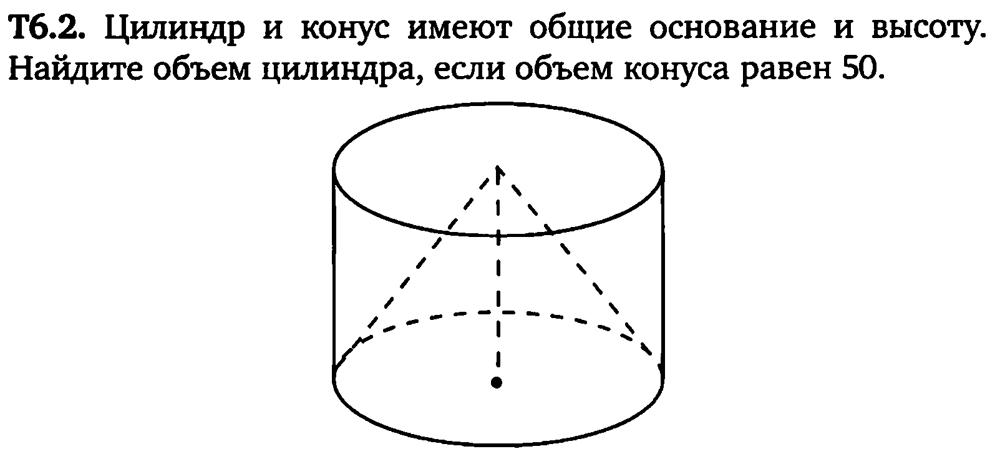 Т6.2. Цилиндр и конус имеют общие основание и высоту.
Найдите объем цилиндра, если объем конуса равен 50.